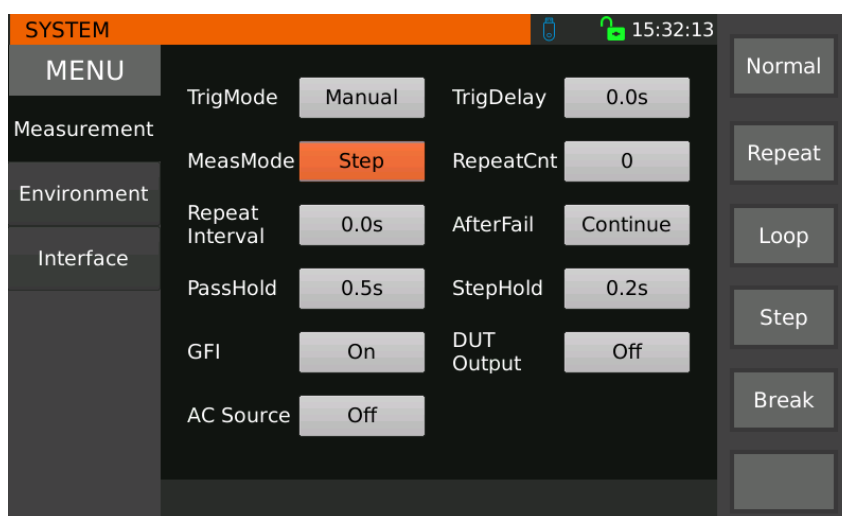 SYSTEM
15:32:13
MENU
Measurement
Environment
Interface
TrigMode Manual TrigDelay 0.0s
MeasMode Step RepeatCnt 0
Repeat
Interval 0.0s AfterFail Continue
PassHold 0.5s StepHold 0.2s
GFI On DUT
Output Off
AC Source Off
Normal
Repeat
Loop
Step
Break